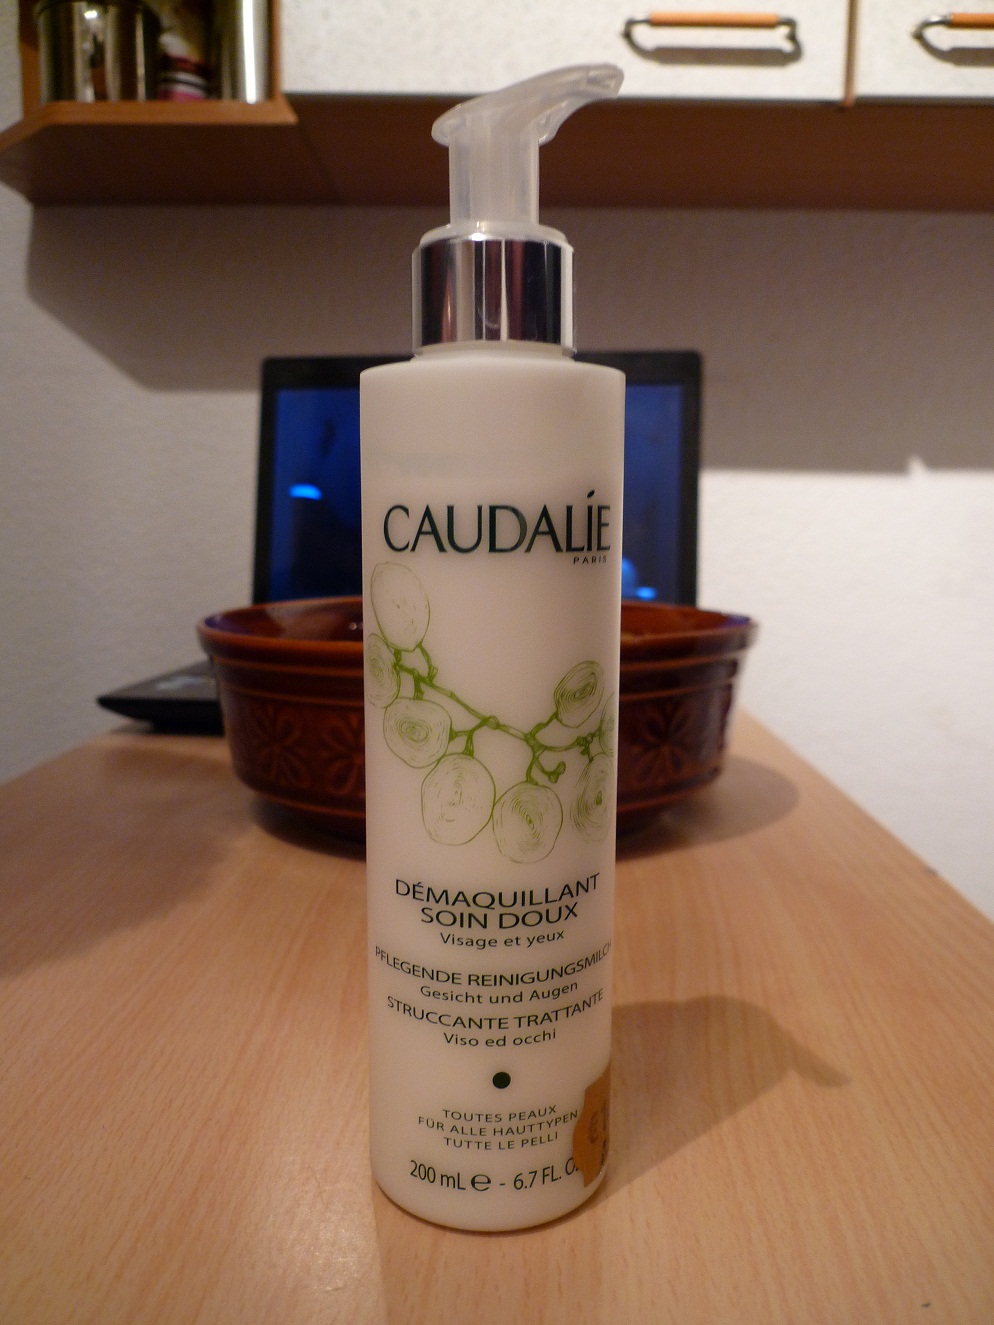 CAUDALÍE
PARIS
DÉMAQUILLANT
SOIN DOUX
Visage et yeux
PFLEGENDE REINIGUNGSMILCH
Gesicht und Augen
STRUCCANTE TRATTANTE
Viso ed occhi
TOUTES PEAUX
FÜR ALLE HAUTTYPEN
TUTTE LE PELLI
200 mL ℮ - 6.7 FL.